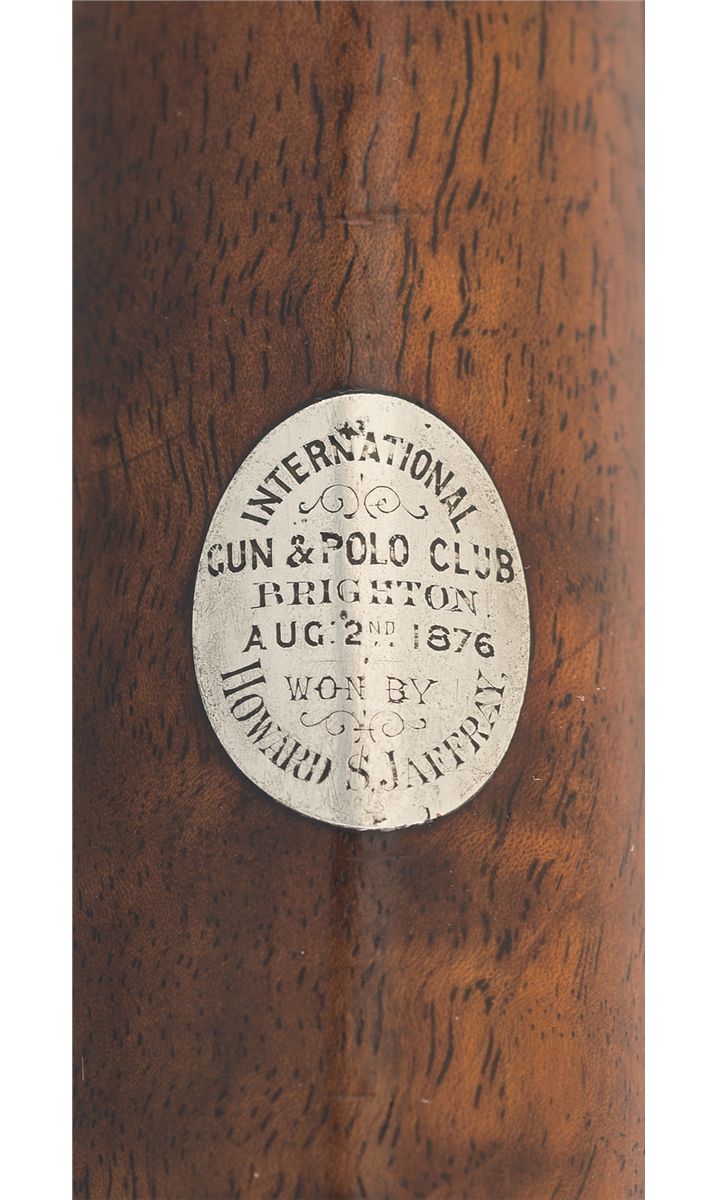 INTERNATIONAL
GUN & POLO CLUB
BRIGHTON
AUG. 2ND 1876
WON BY
HOWARD S. JAFFRAY.